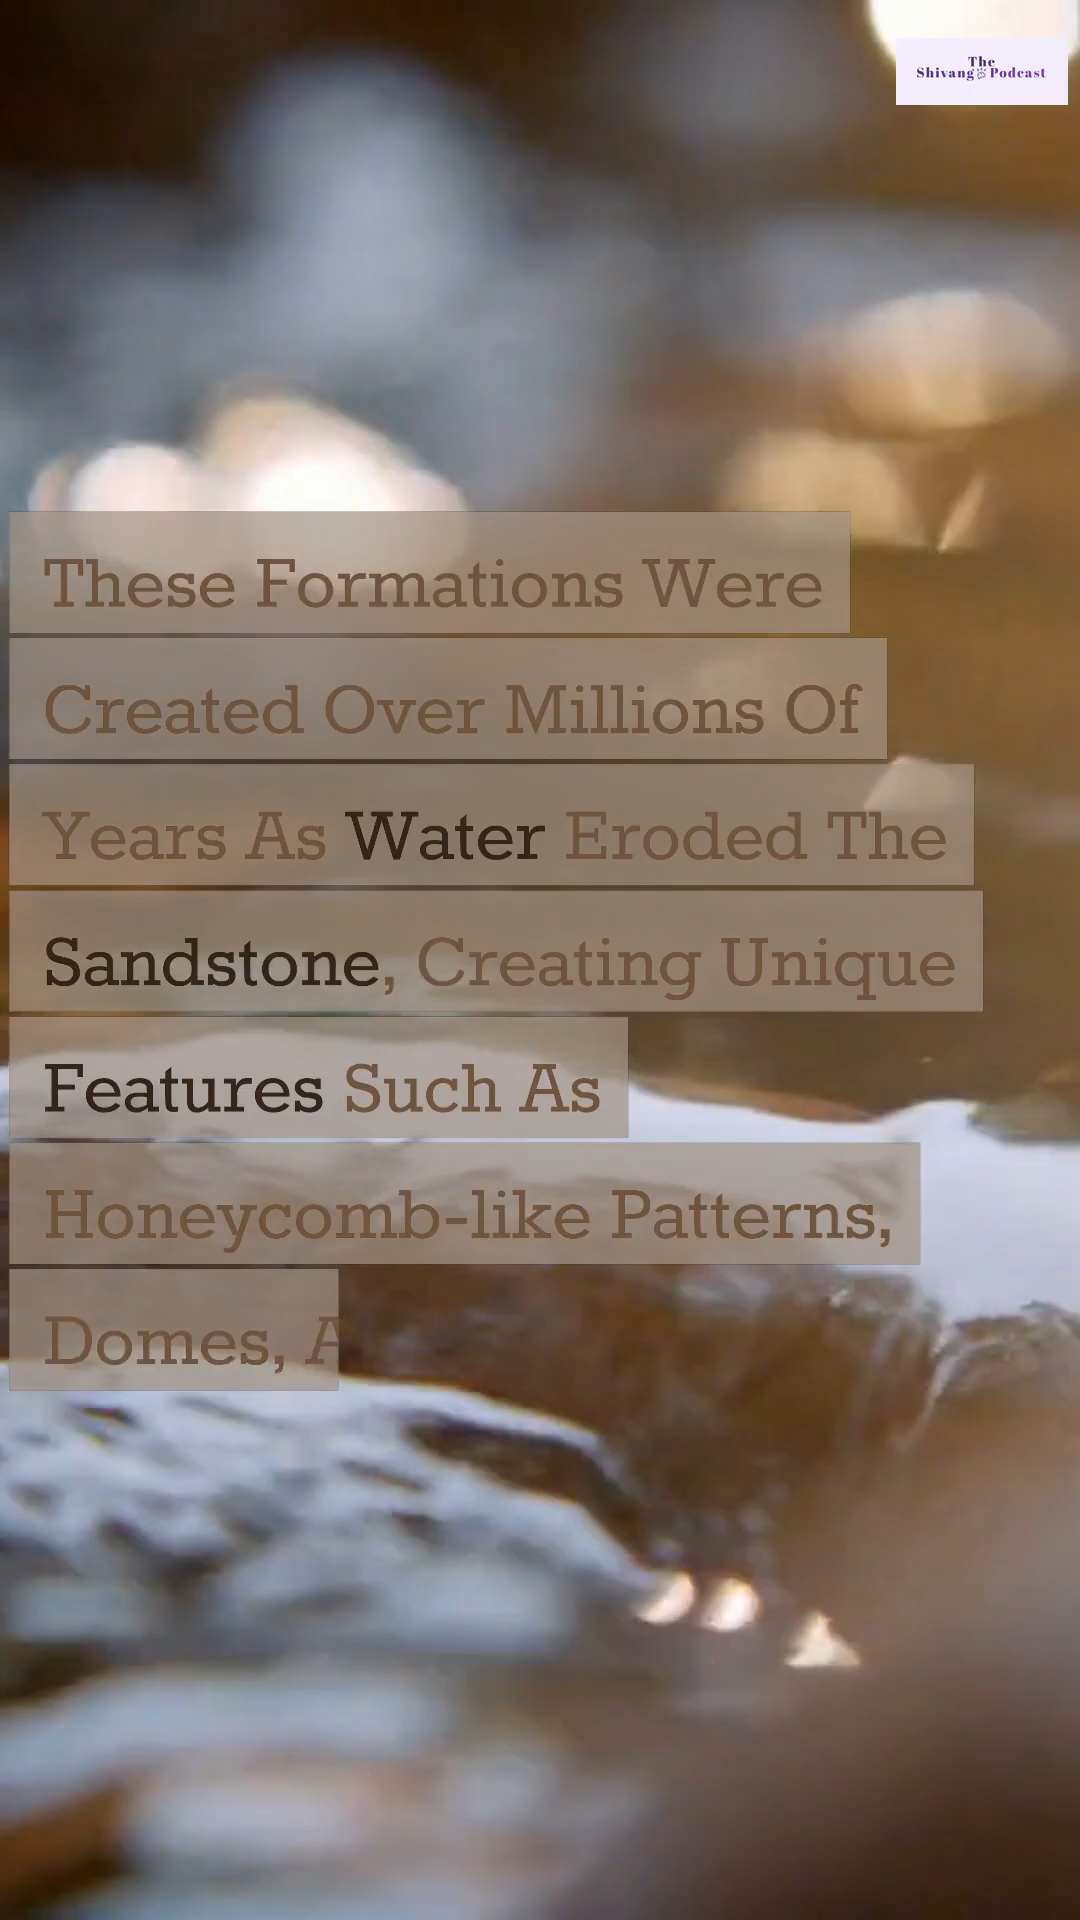 The
Shivang Podcast
These Formations Were
Created Over Millions Of
Years As Water Eroded The
Sandstone, Creating Unique
Features Such As
Honeycomb-like Patterns,
Domes, A